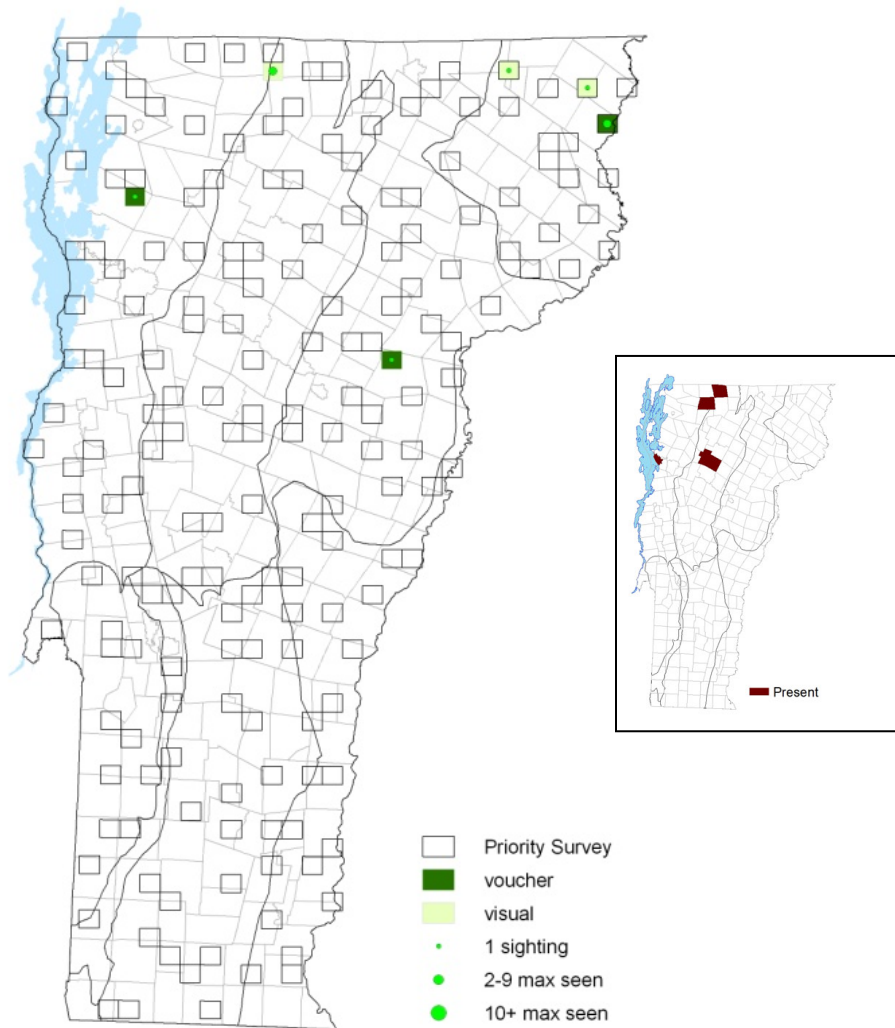 Present
Priority Survey
voucher
visual
1 sighting
2-9 max seen
10+ max seen